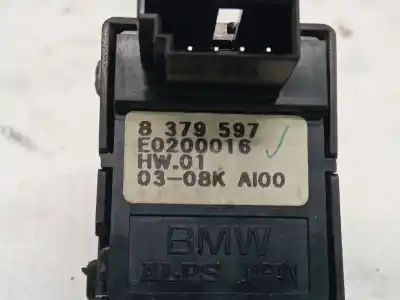 8 379 597
E0200016
HW.01
03-08K AI00
BMW
ALPS JAPAN